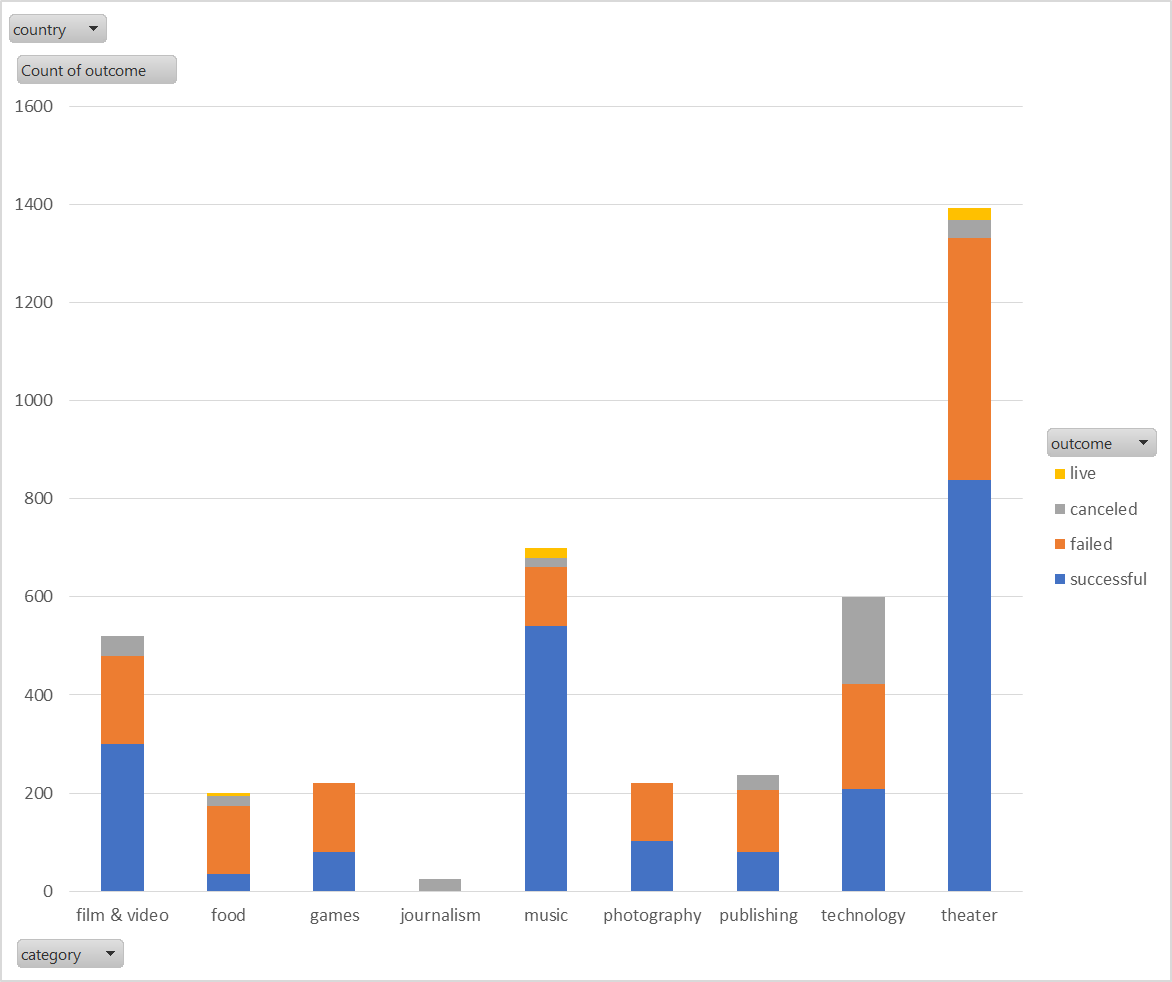 country
Count of outcome
1600
1400
1200
1000
800
600
400
200
0
film & video food games journalism music photography publishing technology theater
category
outcome
live
canceled
failed
successful